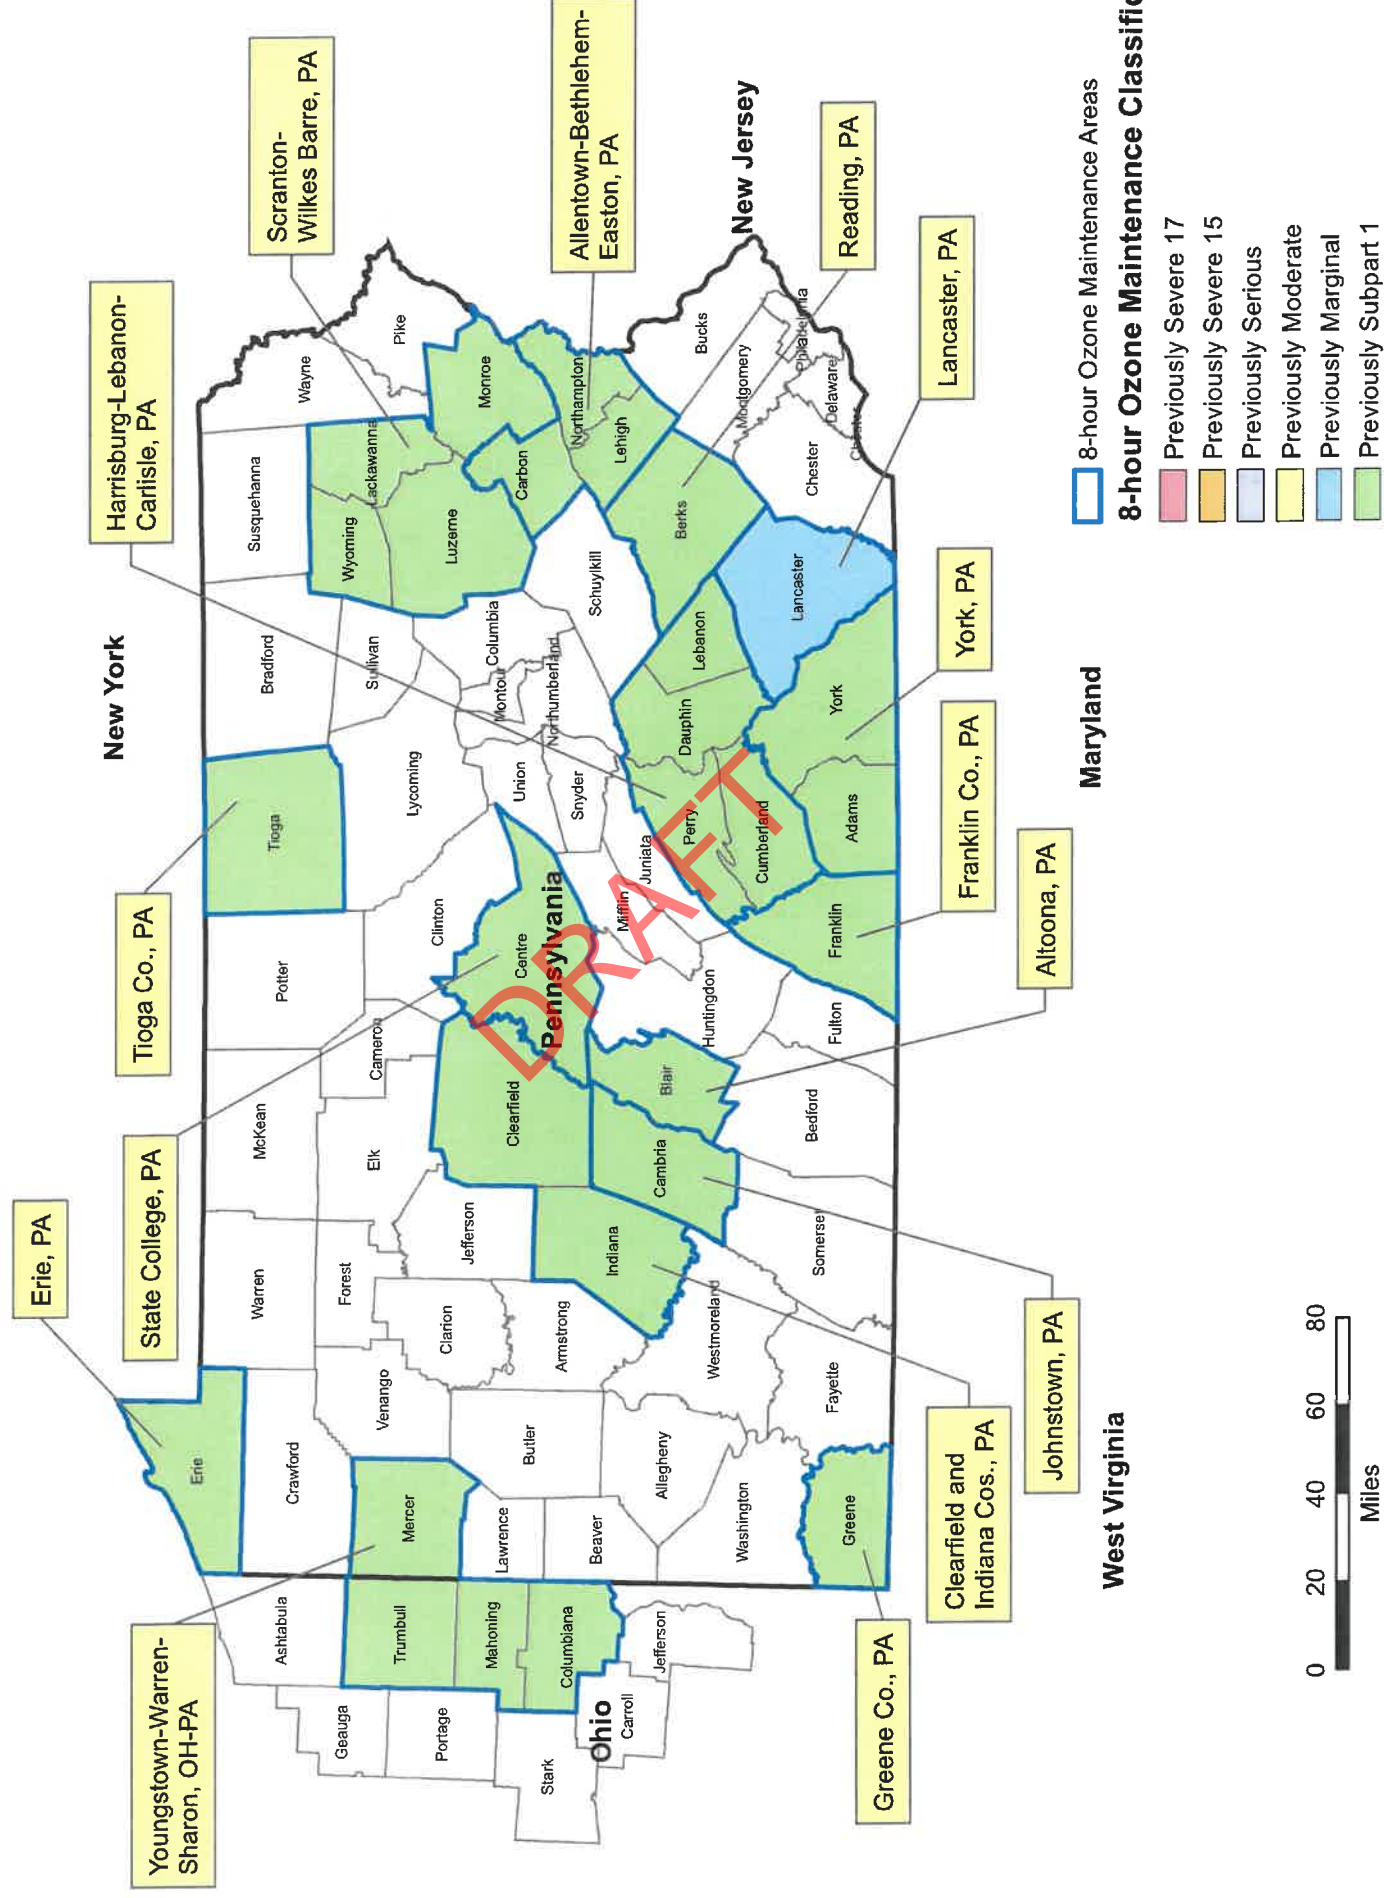 Erie, PA
State College, PA
Tioga Co., PA
Youngstown-Warren-
Sharon, OH-PA
Harrisburg-Lebanon-
Carlisle, PA
Scranton-
Wilkes Barre, PA
Allentown-Bethlehem-
Easton, PA
Reading, PA
Lancaster, PA
York, PA
Franklin Co., PA
Altoona, PA
Johnstown, PA
Clearfield and
Indiana Cos., PA
Greene Co., PA
New York
New Jersey
Maryland
West Virginia
Ohio
Pennsylvania
DRAFT
Geauga
Portage
Stark
Carroll
Ashtabula
Trumbull
Mahoning
Columbiana
Jefferson
Erie
Crawford
Mercer
Lawrence
Beaver
Washington
Greene
Warren
Forest
Venango
Clarion
Butler
Armstrong
Allegheny
Westmoreland
Fayette
McKean
Elk
Jefferson
Indiana
Somerset
Potter
Cameron
Clearfield
Cambria
Blair
Bedford
Tioga
Clinton
Centre
Mifflin
Huntingdon
Fulton
Franklin
Lycoming
Union
Snyder
Juniata
Perry
Cumberland
Adams
Bradford
Sullivan
Columbia
Montour
Northumberland
Dauphin
Lebanon
York
Susquehanna
Wyoming
Lackawanna
Luzerne
Carbon
Schuylkill
Berks
Lancaster
Wayne
Pike
Monroe
Northampton
Lehigh
Bucks
Montgomery
Philadelphia
Delaware
Chester
Chester
8-hour Ozone Maintenance Areas
8-hour Ozone Maintenance Classific
Previously Severe 17
Previously Severe 15
Previously Serious
Previously Moderate
Previously Marginal
Previously Subpart 1
0 20 40 60 80
Miles